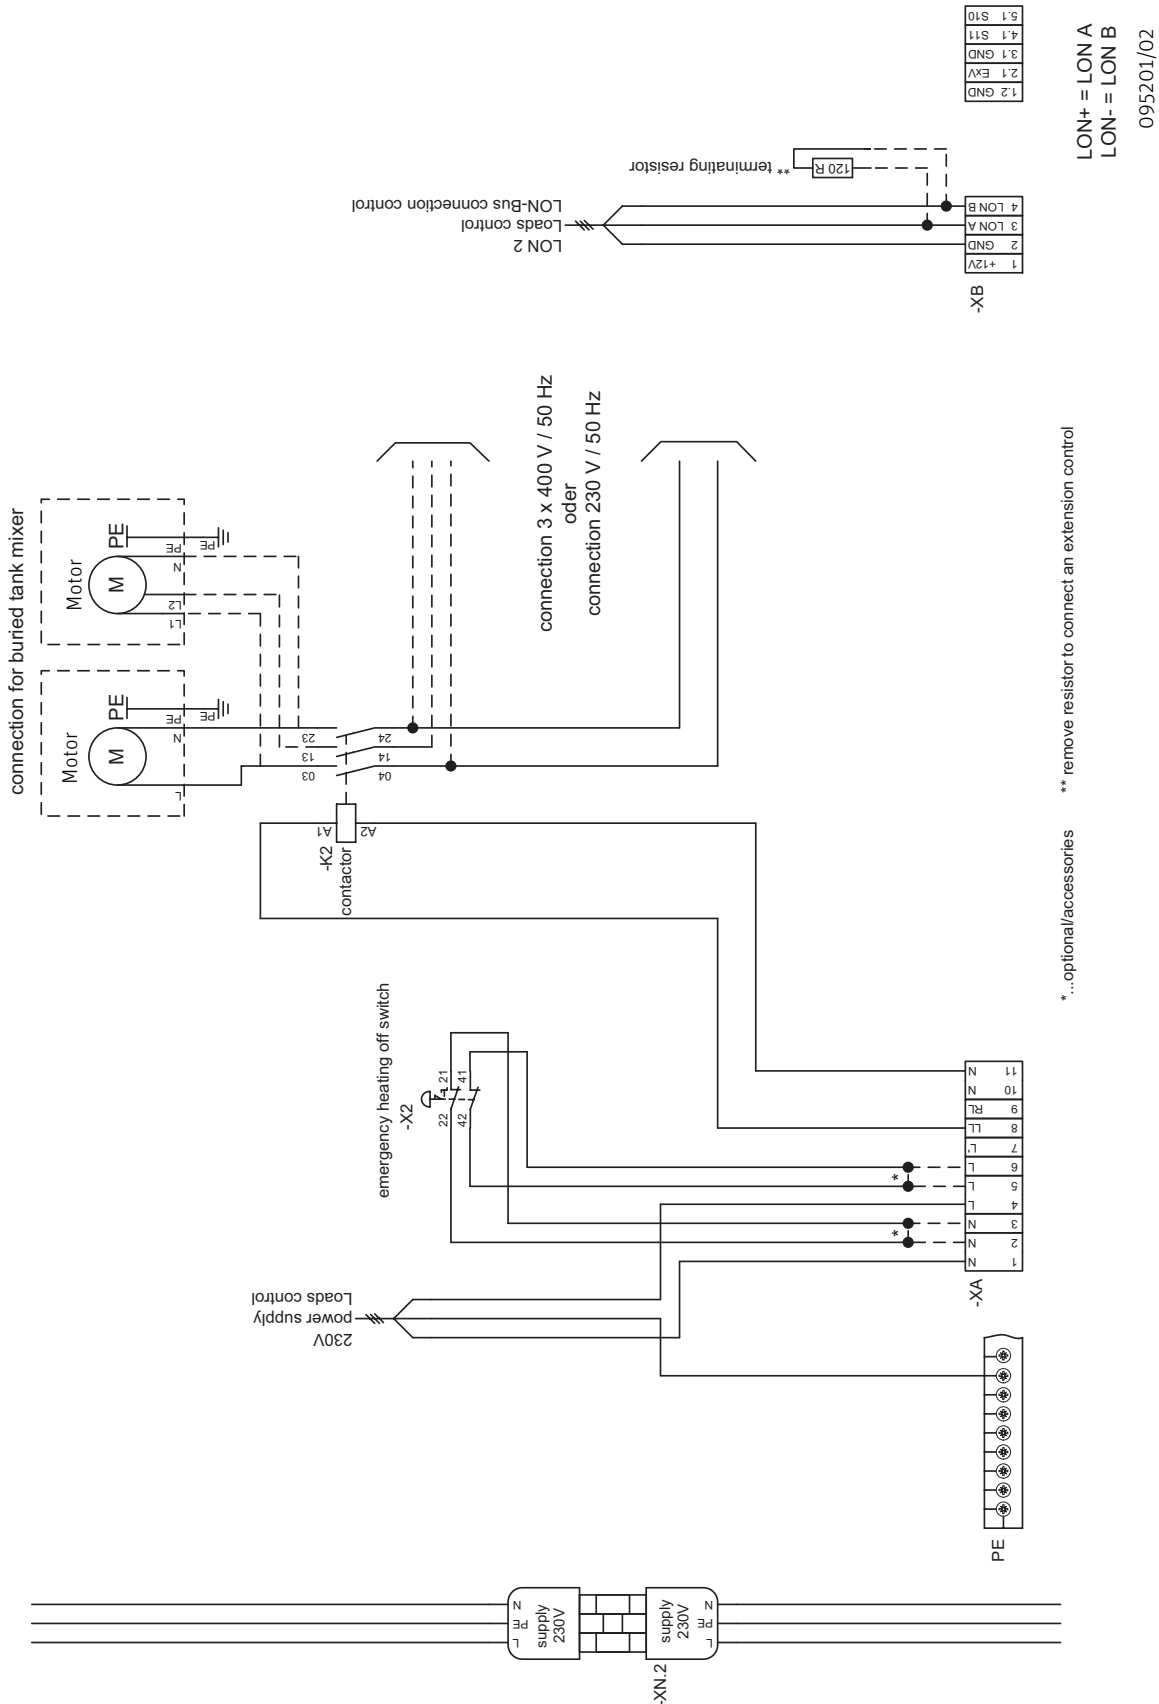 connection for buried tank mixer
Motor
M
PE
L
N
PE
PE
Motor
M
PE
L1
L2
N
PE
PE
03
13
23
04
14
24
-K2
contactor
A1
A2
connection 3 x 400 V / 50 Hz
oder
connection 230 V / 50 Hz
emergency heating off switch
-X2
22 21
42 41
230V
power supply
Loads control
LON 2
Loads control
LON-Bus connection control
** terminating resistor
120 R
-XB
1 +12V
2 GND
3 LON A
4 LON B
1.2 GND
2.1 ExV
3.1 GND
4.1 S11
5.1 S10
-XA
1 N
2 N
3 N
4 L
5 L
6 L
7 L'
8 LL
9 RL
10 N
11 N
*
*
PE
-XN.2
supply
230V
L
PE
N
supply
230V
L
PE
N
*...optional/accessories
** remove resistor to connect an extension control
LON+ = LON A
LON- = LON B
095201/02